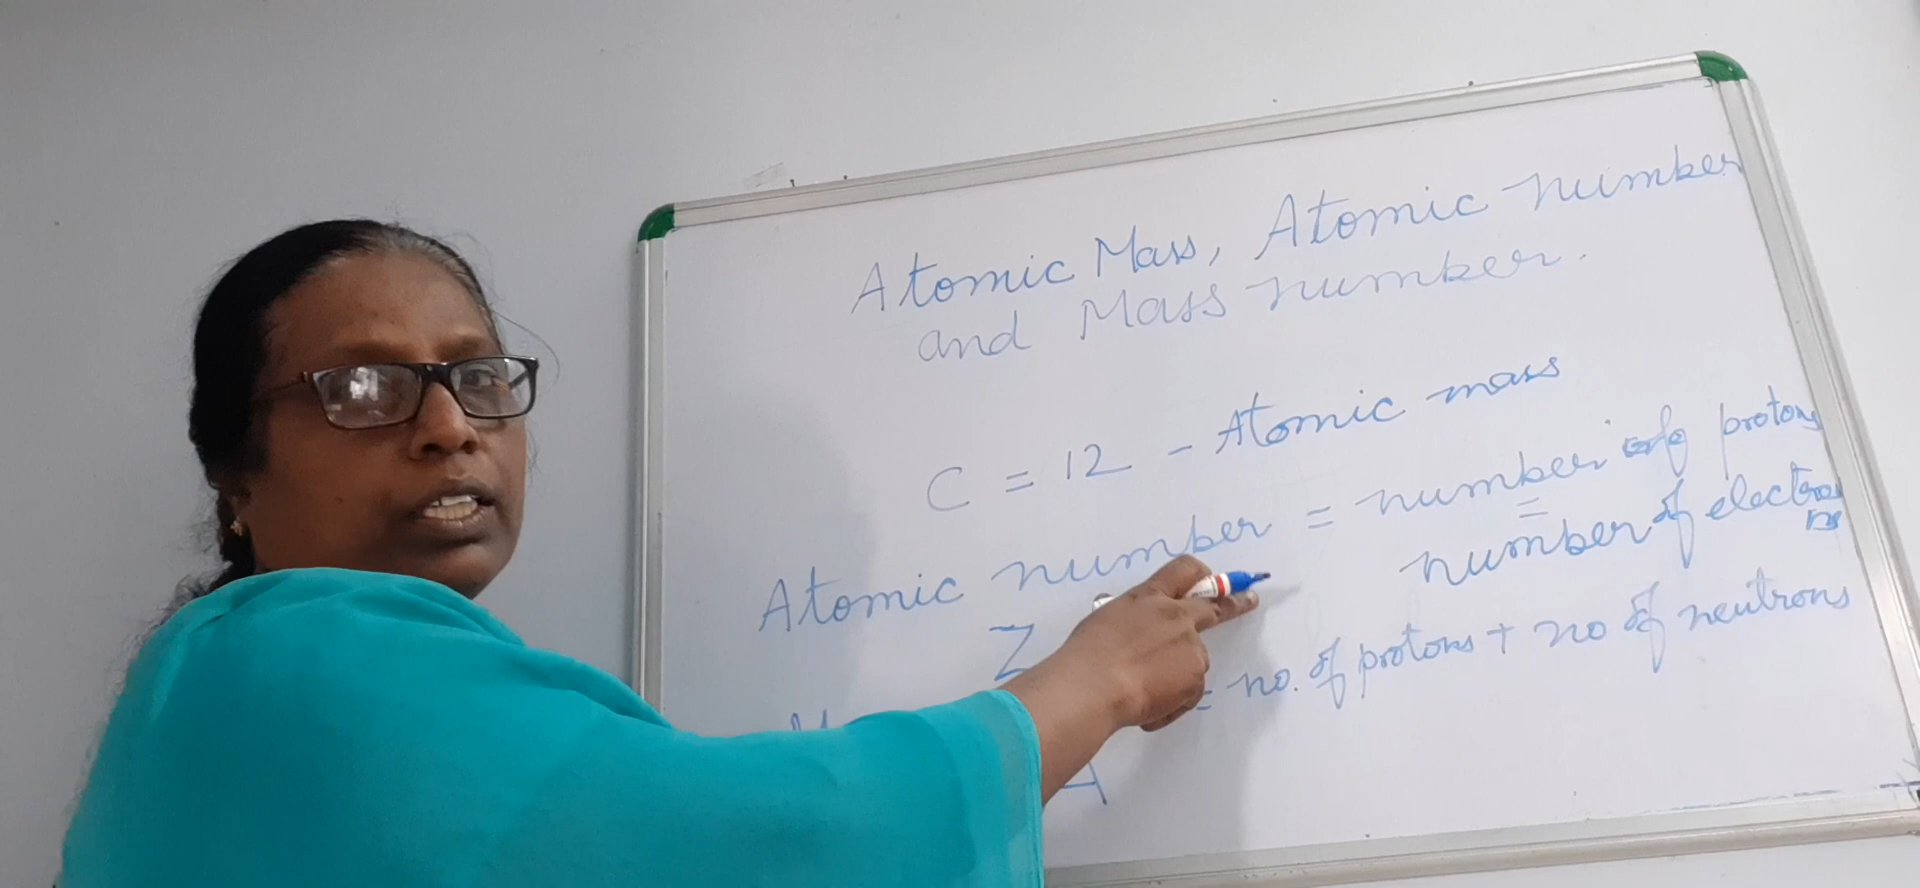 Atomic Mass, Atomic number
and Mass number.
C = 12 - Atomic mass
Atomic number = number of protons
=
number of electrons
Z
= no. of protons + no of neutrons
A